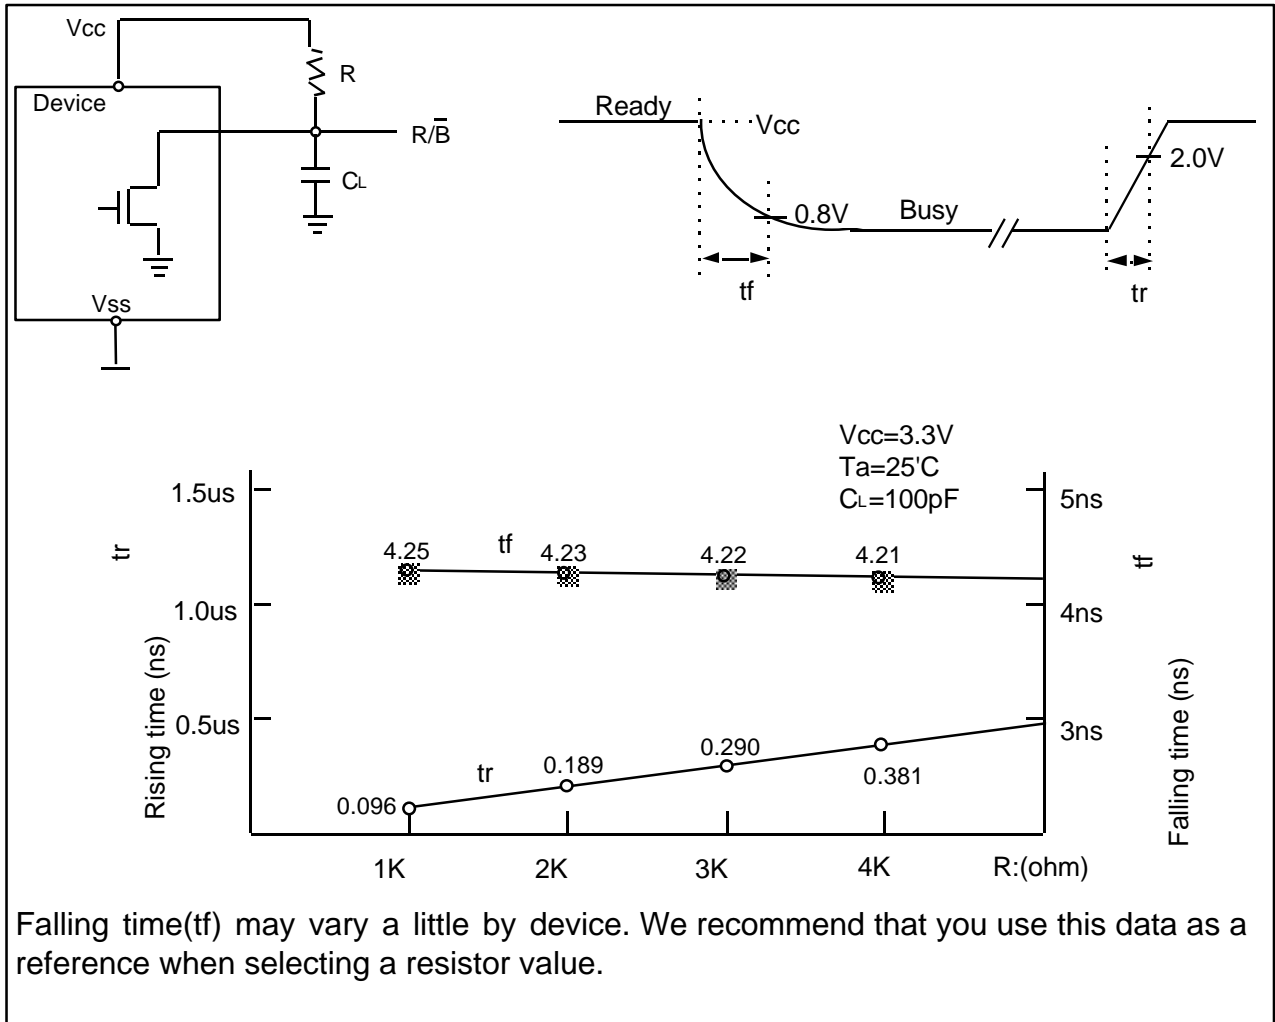 Vcc
R
Device
R/B̅
CL
Vss
Ready
Vcc
2.0V
0.8V
Busy
tf
tr
Vcc=3.3V
Ta=25'C
CL=100pF
1.5us
5ns
tr
4.25
tf
4.23
4.22
4.21
tf
1.0us
4ns
Rising time (ns)
0.5us
3ns
Falling time (ns)
0.096
tr
0.189
0.290
0.381
1K
2K
3K
4K
R:(ohm)
Falling time(tf) may vary a little by device. We recommend that you use this data as a
reference when selecting a resistor value.